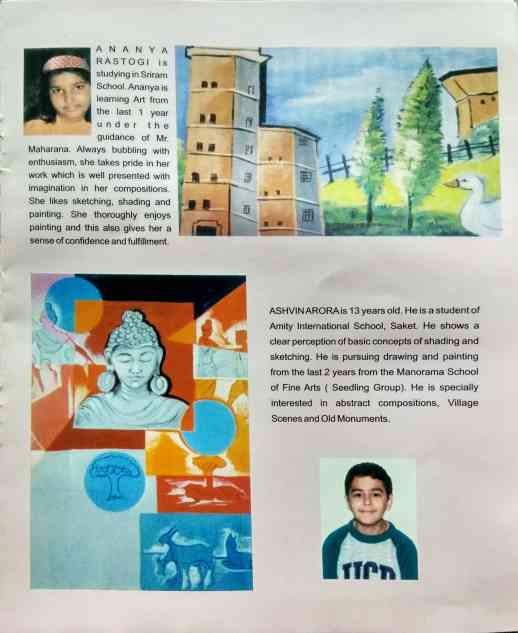 ANANYA
RASTOGI is
studying in Sriram
School. Ananya is
learning Art from
the last 1 year
under the
guidance of Mr.
Maharana. Always bubbling with
enthusiasm, she takes pride in her
work which is well presented with
imagination in her compositions.
She likes sketching, shading and
painting. She thoroughly enjoys
painting and this also gives her a
sense of confidence and fulfillment.
ASHVIN ARORA is 13 years old. He is a student of
Amity International School, Saket. He shows a
clear perception of basic concepts of shading and
sketching. He is pursuing drawing and painting
from the last 2 years from the Manorama School
of Fine Arts ( Seedling Group). He is specially
interested in abstract compositions, Village
Scenes and Old Monuments.